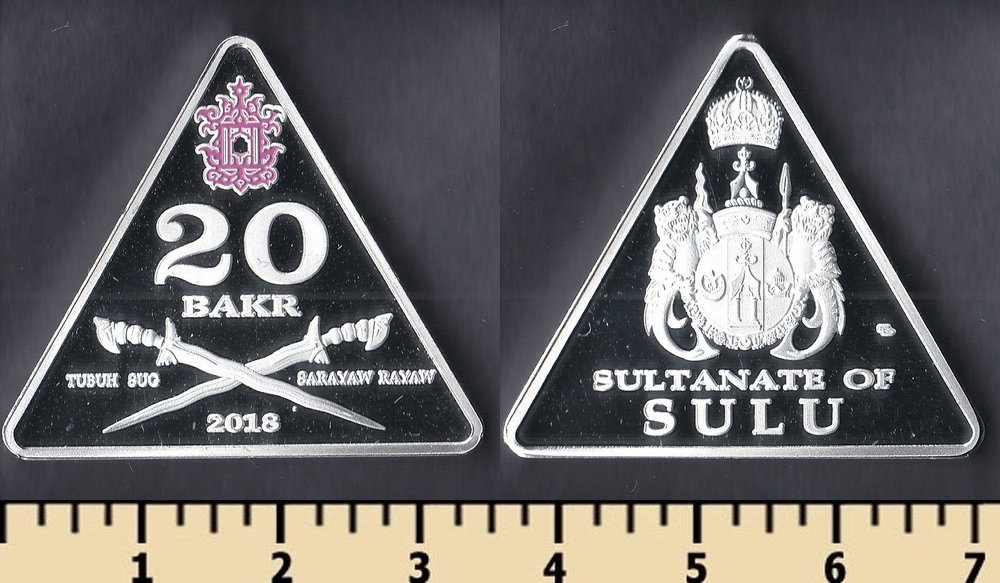 20
BAKR
TUBUH SUG
SARAYAW RAYAW
2018
SULTANATE OF
SULU
1 2 3 4 5 6 7